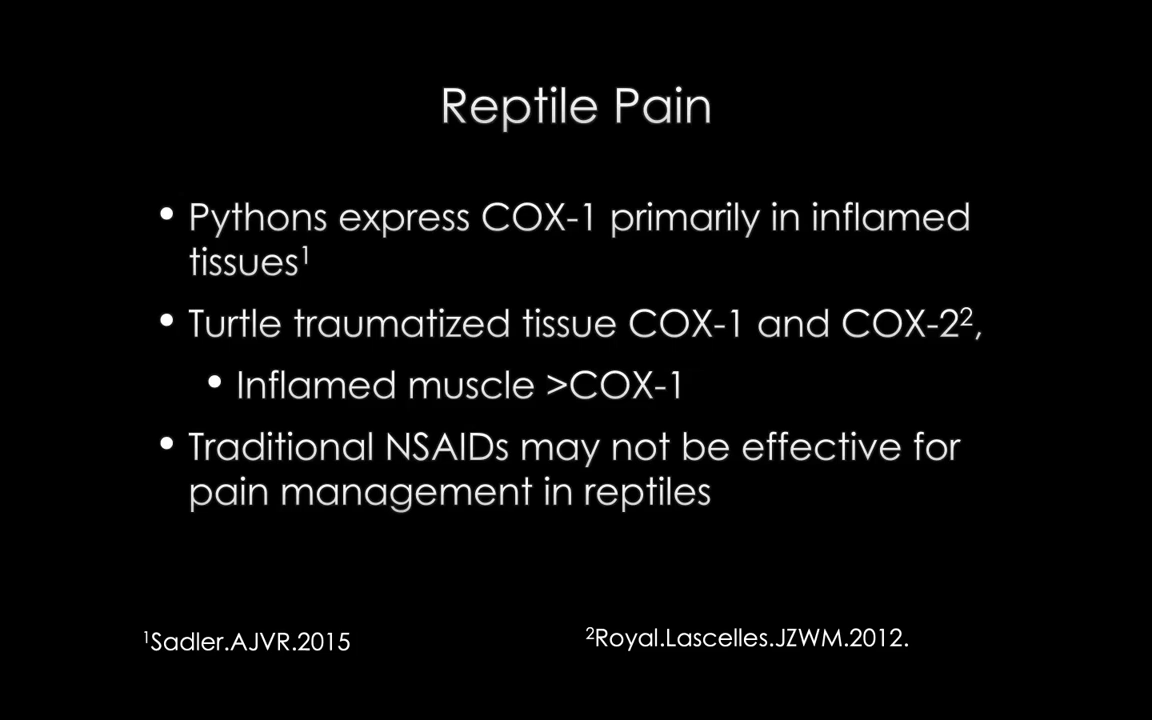 Reptile Pain
• Pythons express COX-1 primarily in inflamed
tissues¹
• Turtle traumatized tissue COX-1 and COX-2²,
• Inflamed muscle >COX-1
• Traditional NSAIDs may not be effective for
pain management in reptiles
¹Sadler.AJVR.2015
²Royal.Lascelles.JZWM.2012.